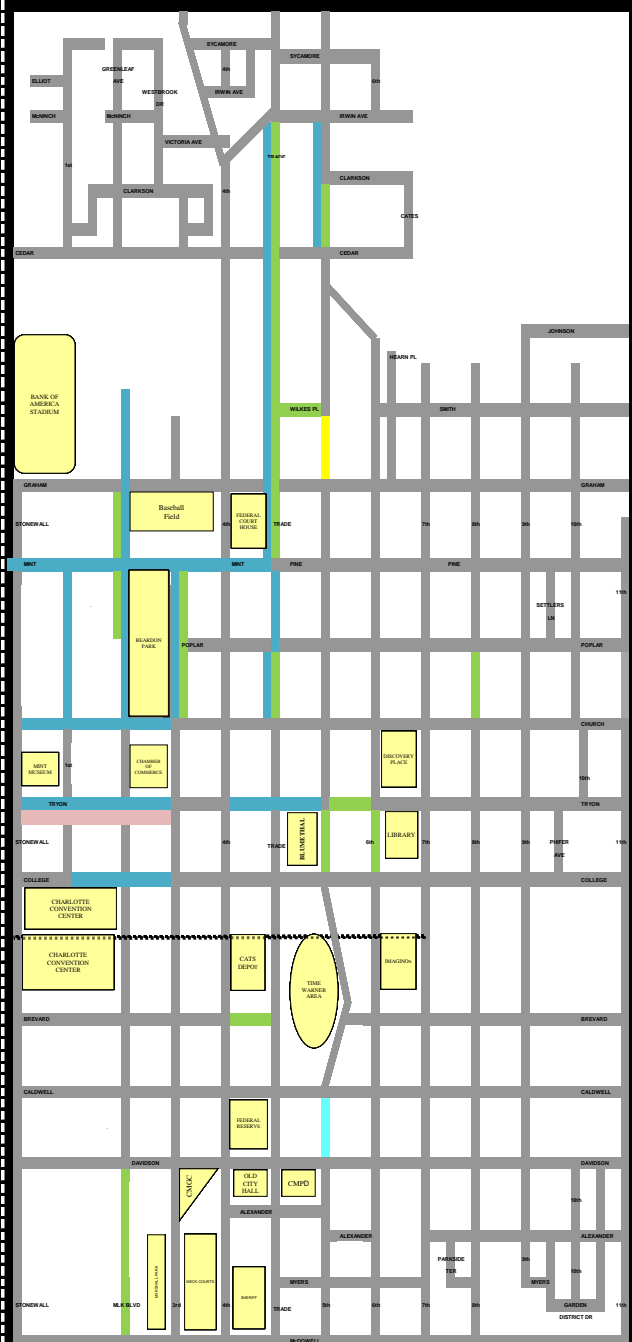 SYCAMORE
SYCAMORE
GREENLEAF
AVE
4th
ELLIOT
6th
WESTBROOK
DR
IRWIN AVE
McNINCH
McNINCH
IRWIN AVE
VICTORIA AVE
TRADE
1st
CLARKSON
CLARKSON
4th
CATES
CEDAR
CEDAR
JOHNSON
HEARN PL
BANK OF
AMERICA
STADIUM
WILKES PL
SMITH
GRAHAM
GRAHAM
Baseball
Field
FEDERAL
COURT
HOUSE
STONEWALL
4th
TRADE
7th
8th
9th
10th
MINT
MINT
PINE
PINE
11th
SETTLERS
LN
BEARDON
PARK
POPLAR
POPLAR
CHURCH
MINT
MUSEUM
1st
CHAMBER
OF
COMMERCE
DISCOVERY
PLACE
10th
TRYON
TRYON
STONEWALL
4th
TRADE
BLUMETHAL
6th
LIBRARY
7th
8th
9th
PHIFER
AVE
11th
COLLEGE
COLLEGE
CHARLOTTE
CONVENTION
CENTER
CHARLOTTE
CONVENTION
CENTER
CATS
DEPOT
TIME
WARNER
AREA
IMAGINOn
BREVARD
BREVARD
CALDWELL
CALDWELL
FEDERAL
RESERVE
DAVIDSON
DAVIDSON
CMGC
OLD
CITY
HALL
CMPD
10th
ALEXANDER
ALEXANDER
ALEXANDER
MARSHALL PARK
MECK COURTS
SHERIFF
PARKSIDE
TER
9th
10th
MYERS
MYERS
STONEWALL
MLK BLVD
3rd
4th
TRADE
5th
6th
7th
8th
GARDEN
DISTRICT DR
McDOWELL